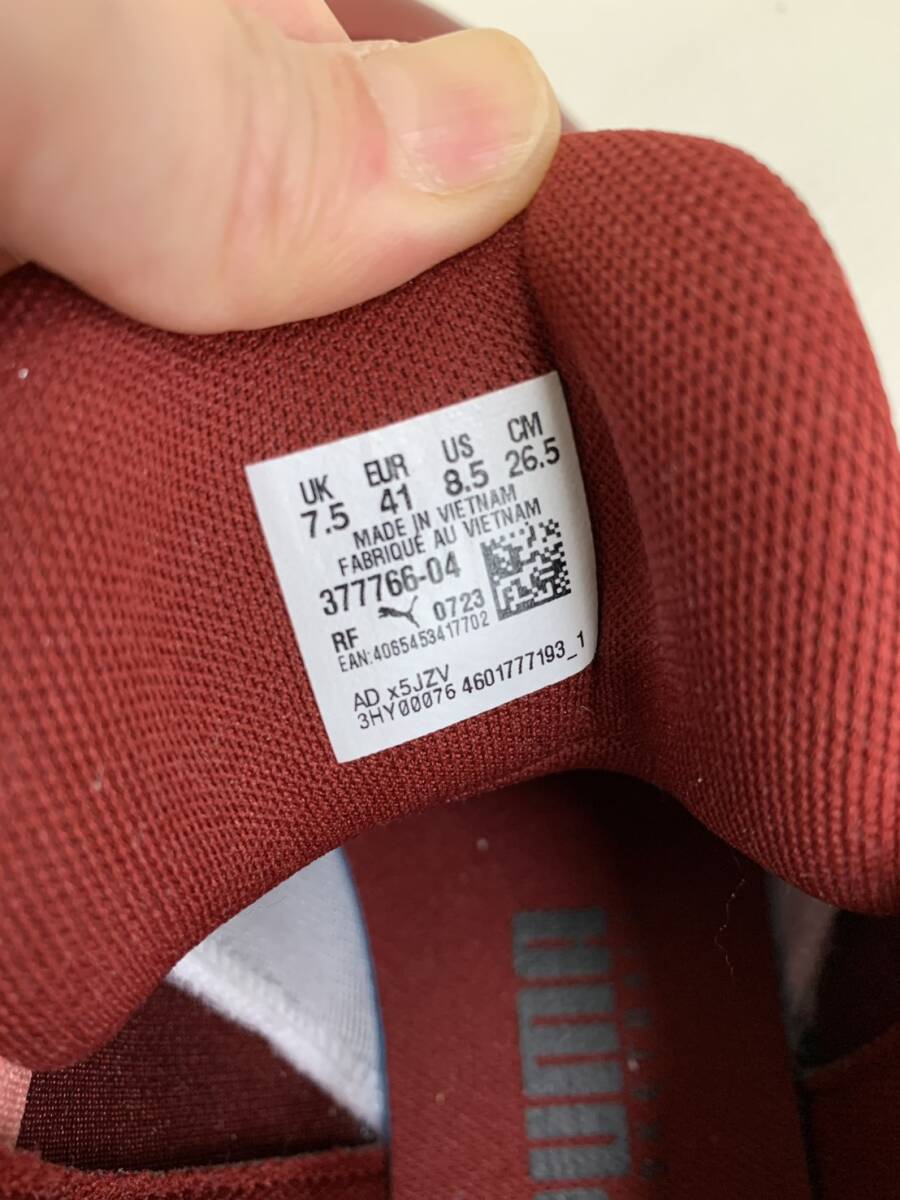 UK EUR US CM
7.5 41 8.5 26.5
MADE IN VIETNAM
FABRIQUE AU VIETNAM
377766-04
RF 0723
EAN:4065453417702
AD x5JZV
3HY00076 4601777193_1
PUMA